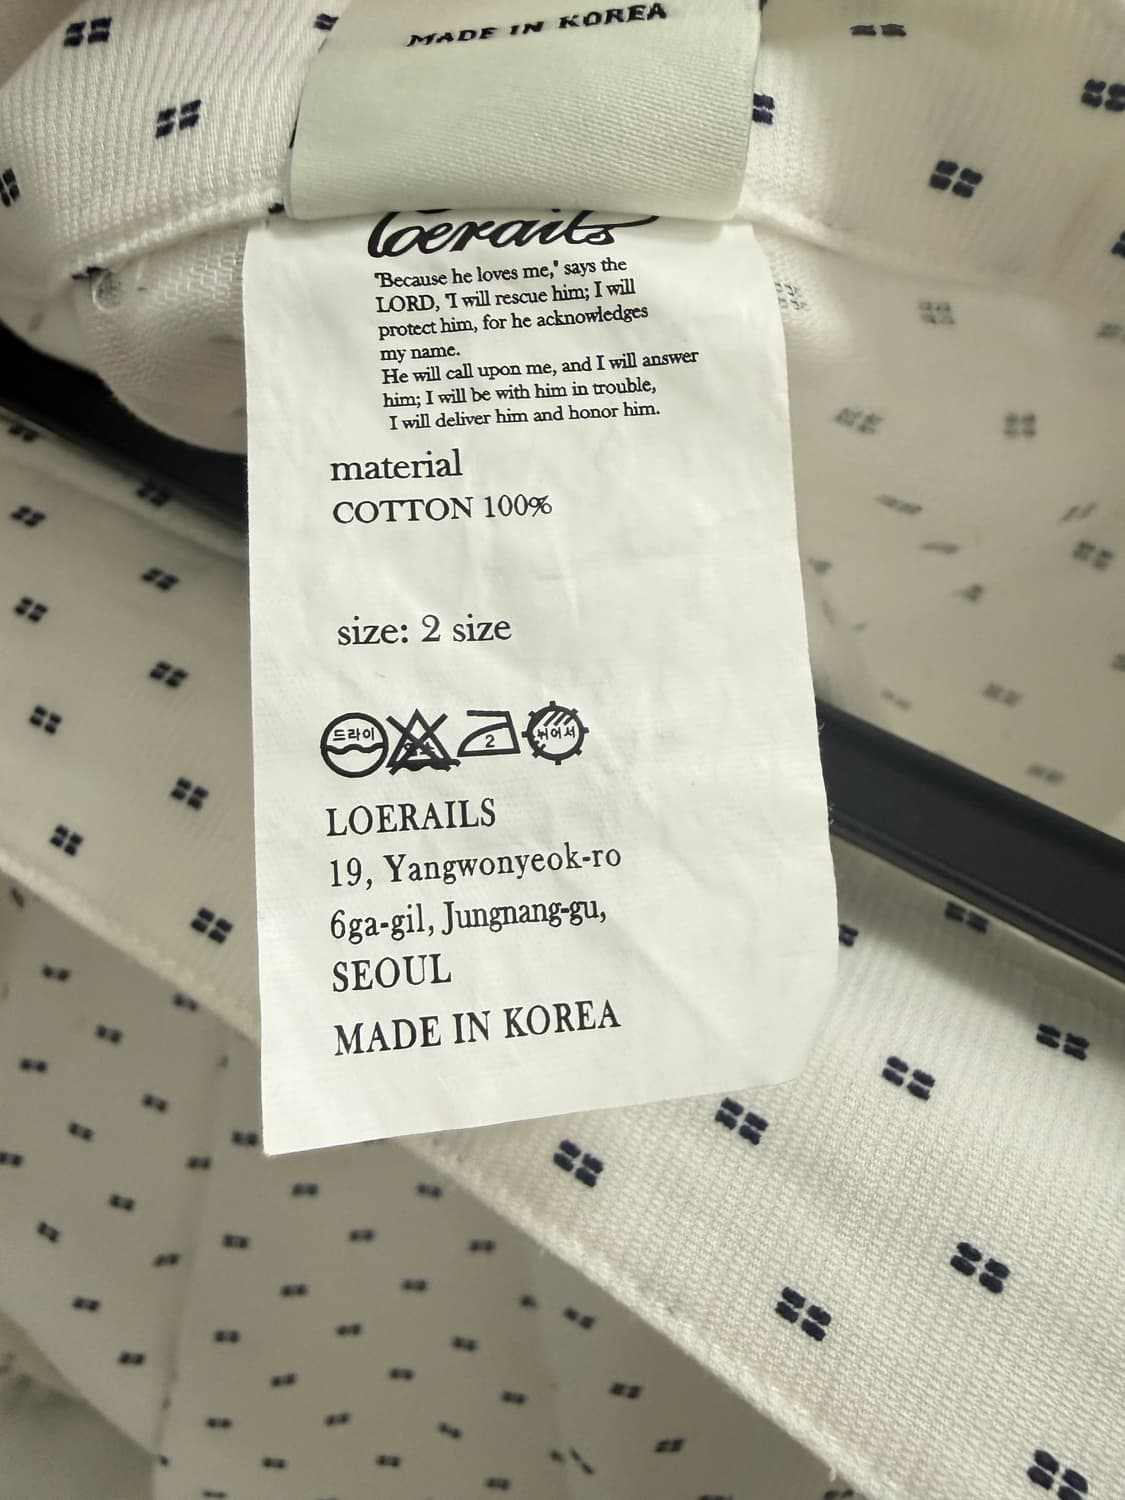 MADE IN KOREA
loerails
'Because he loves me,' says the
LORD, 'I will rescue him; I will
protect him, for he acknowledges
my name.
He will call upon me, and I will answer
him; I will be with him in trouble,
I will deliver him and honor him.
material
COTTON 100%
size: 2 size
드라이 2 뉘어서
LOERAILS
19, Yangwonyeok-ro
6ga-gil, Jungnang-gu,
SEOUL
MADE IN KOREA